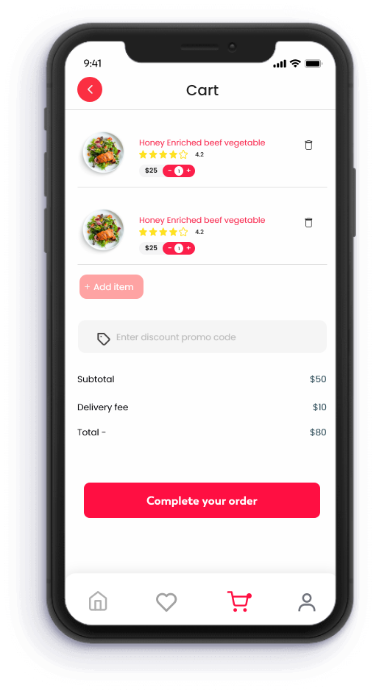 9:41
Cart
Honey Enriched beef vegetable
4.2
$25 - 1 +
Honey Enriched beef vegetable
4.2
$25 - 1 +
+ Add item
Enter discount promo code
Subtotal $50
Delivery fee $10
Total - $80
Complete your order